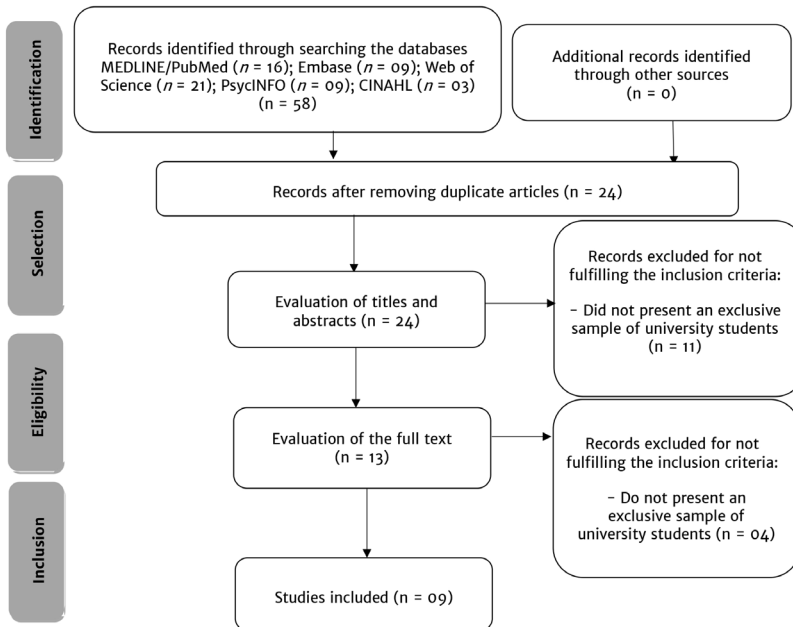 Identification
Records identified through searching the databases
MEDLINE/PubMed (n = 16); Embase (n = 09); Web of
Science (n = 21); PsycINFO (n = 09); CINAHL (n = 03)
(n = 58)
Additional records identified
through other sources
(n = 0)
Records after removing duplicate articles (n = 24)
Selection
Evaluation of titles and
abstracts (n = 24)
Records excluded for not
fulfilling the inclusion criteria:
– Did not present an exclusive
sample of university students
(n = 11)
Eligibility
Evaluation of the full text
(n = 13)
Records excluded for not
fulfilling the inclusion criteria:
– Do not present an
exclusive sample of
university students (n = 04)
Inclusion
Studies included (n = 09)